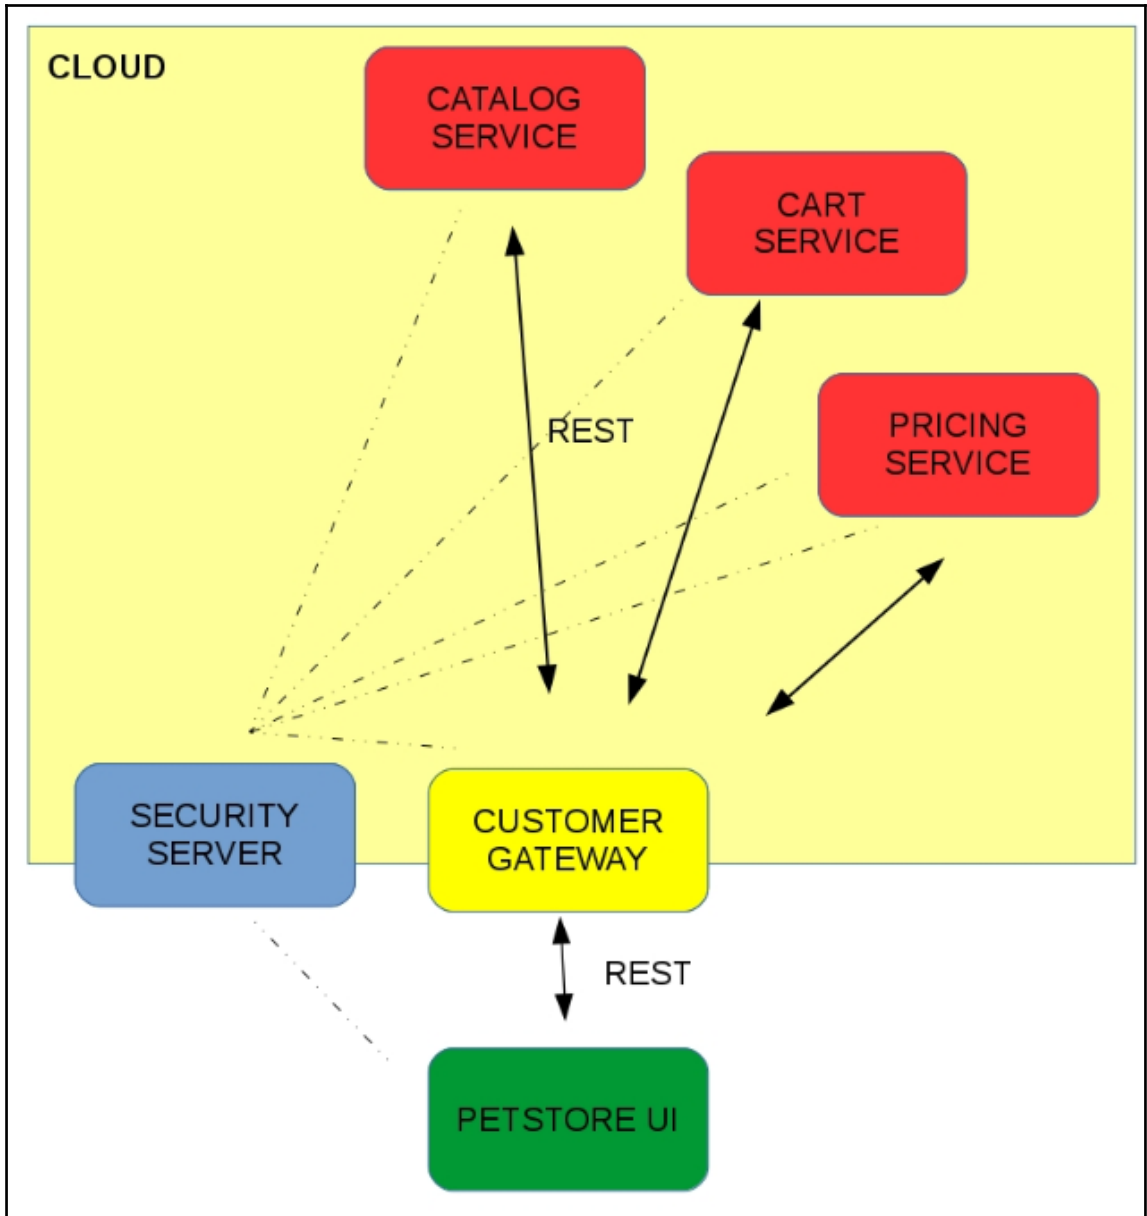 CLOUD
CATALOG
SERVICE
CART
SERVICE
REST
PRICING
SERVICE
SECURITY
SERVER
CUSTOMER
GATEWAY
REST
PETSTORE UI